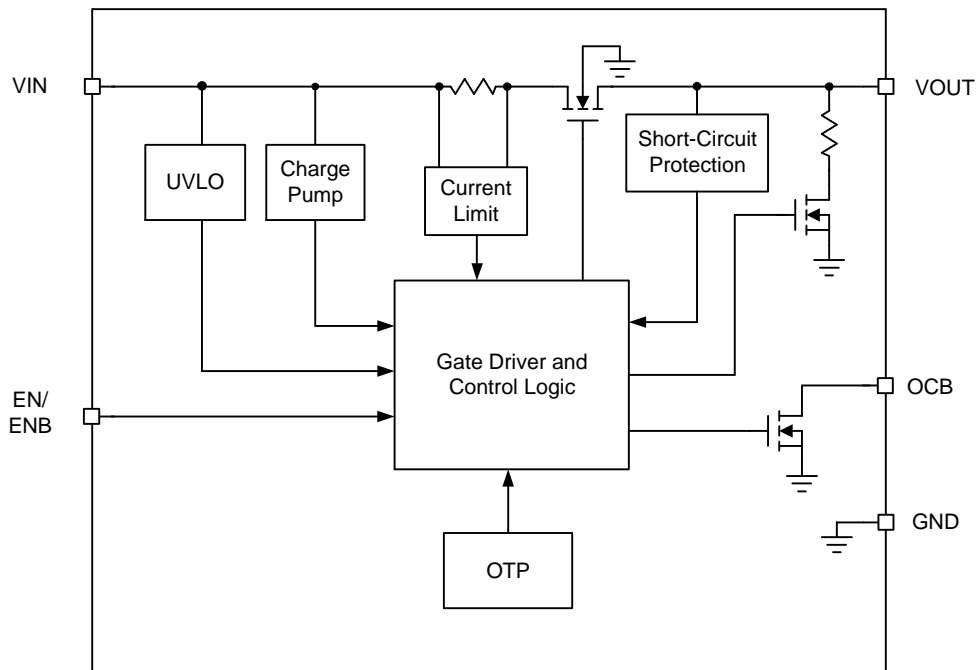 VIN
VOUT
UVLO
Charge
Pump
Current
Limit
Short-Circuit
Protection
Gate Driver and
Control Logic
EN/
ENB
OCB
GND
OTP